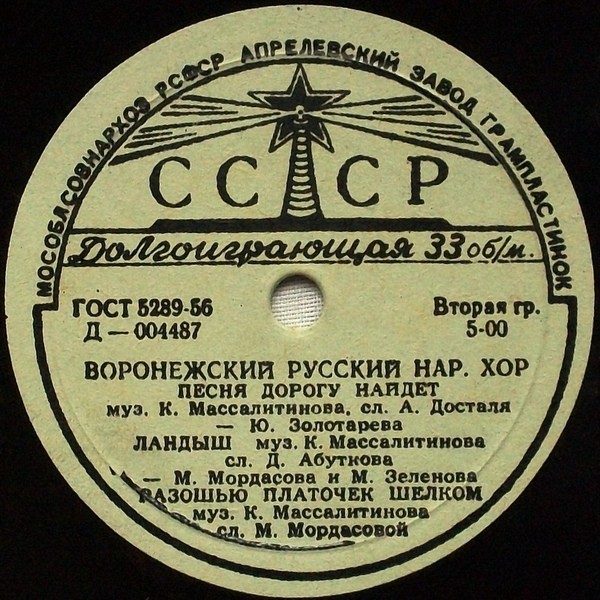 МОСОБЛСОВНАРХОЗ РСФСР АПРЕЛЕВСКИЙ ЗАВОД ГРАМПЛАСТИНОК
СССР
Долгоиграющая 33 об/м.
ГОСТ 5289-56 Вторая гр.
Д — 004487 5-00
ВОРОНЕЖСКИЙ РУССКИЙ НАР. ХОР
ПЕСНЯ ДОРОГУ НАЙДЕТ
муз. К. Массалитинова, сл. А. Досталя
— Ю. Золотарева
ЛАНДЫШ муз. К. Массалитинова
сл. Д. Абуткова
— М. Мордасова и М. Зеленова
РАЗОШЬЮ ПЛАТОЧЕК ШЕЛКОМ
муз. К. Массалитинова
сл. М. Мордасовой